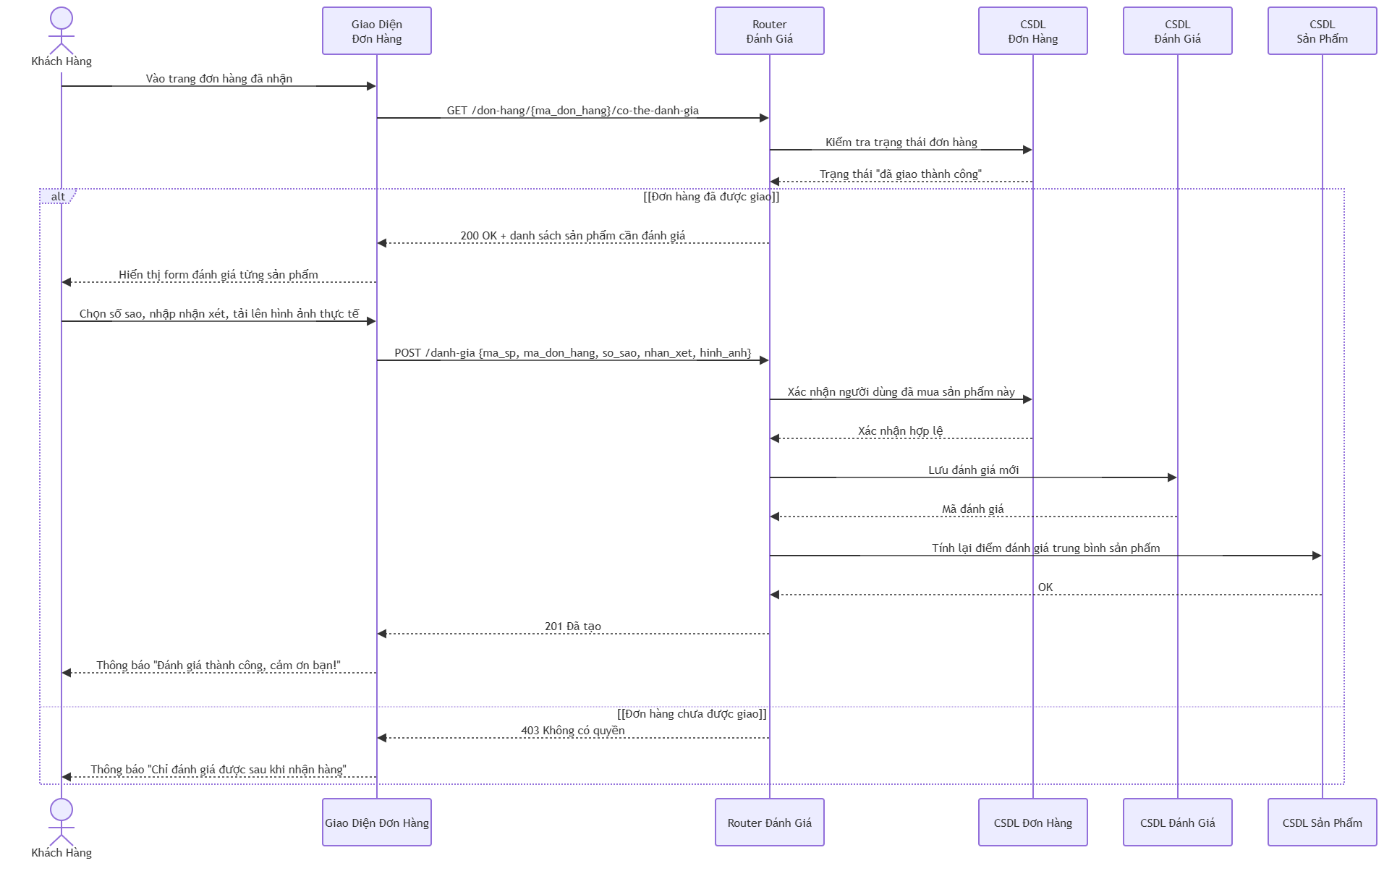 Khách Hàng
Giao Diện
Đơn Hàng
Router
Đánh Giá
CSDL
Đơn Hàng
CSDL
Đánh Giá
CSDL
Sản Phẩm
Vào trang đơn hàng đã nhận
GET /don-hang/{ma_don_hang}/co-the-danh-gia
Kiểm tra trạng thái đơn hàng
Trạng thái "đã giao thành công"
alt
[[Đơn hàng đã được giao]]
200 OK + danh sách sản phẩm cần đánh giá
Hiển thị form đánh giá từng sản phẩm
Chọn số sao, nhập nhận xét, tải lên hình ảnh thực tế
POST /danh-gia {ma_sp, ma_don_hang, so_sao, nhan_xet, hinh_anh}
Xác nhận người dùng đã mua sản phẩm này
Xác nhận hợp lệ
Lưu đánh giá mới
Mã đánh giá
Tính lại điểm đánh giá trung bình sản phẩm
OK
201 Đã tạo
Thông báo "Đánh giá thành công, cảm ơn bạn!"
[[Đơn hàng chưa được giao]]
403 Không có quyền
Thông báo "Chỉ đánh giá được sau khi nhận hàng"
Khách Hàng
Giao Diện Đơn Hàng
Router Đánh Giá
CSDL Đơn Hàng
CSDL Đánh Giá
CSDL Sản Phẩm